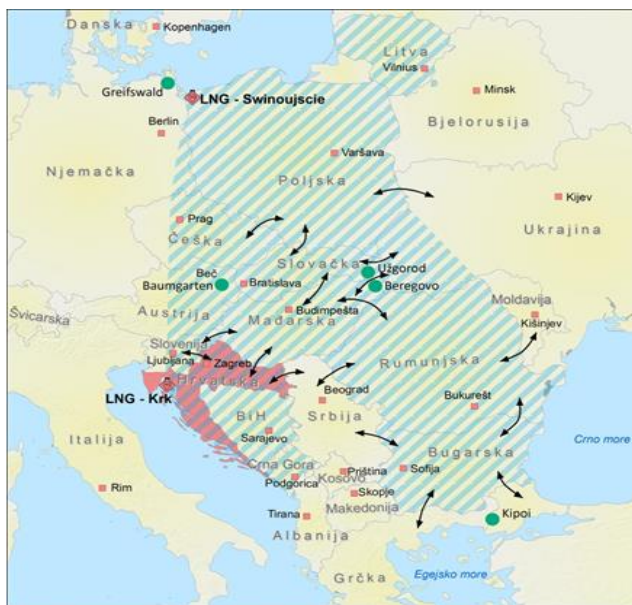 Danska
Kopenhagen
Litva
Vilnius
Greifswald
LNG - Swinoujscie
Minsk
Bjelorusija
Berlin
Njemačka
Varšava
Poljska
Kijev
Ukrajina
Prag
Češka
Slovačka
Užgorod
Beč
Baumgarten
Bratislava
Beregovo
Moldavija
Kišinjev
Austrija
Budimpešta
Mađarska
Švicarska
Slovenija
Ljubljana
Zagreb
Hrvatska
Rumunjska
LNG - Krk
Beograd
Bukurešt
BiH
Srbija
Sarajevo
Italija
Crno more
Bugarska
Crna Gora
Priština
Sofija
Podgorica
Kosovo
Rim
Skopje
Makedonija
Tirana
Kipoi
Albanija
Egejsko more
Grčka